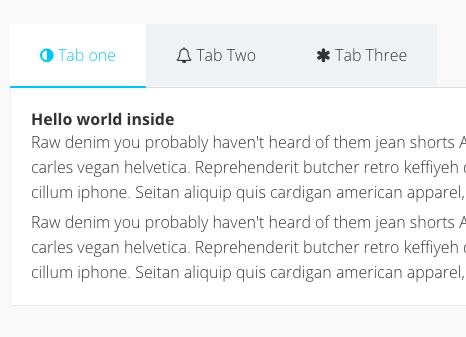 Tab one Tab Two Tab Three
Hello world inside
Raw denim you probably haven't heard of them jean shorts
carles vegan helvetica. Reprehenderit butcher retro keffiyeh
cillum iphone. Seitan aliquip quis cardigan american apparel,
Raw denim you probably haven't heard of them jean shorts
carles vegan helvetica. Reprehenderit butcher retro keffiyeh
cillum iphone. Seitan aliquip quis cardigan american apparel,